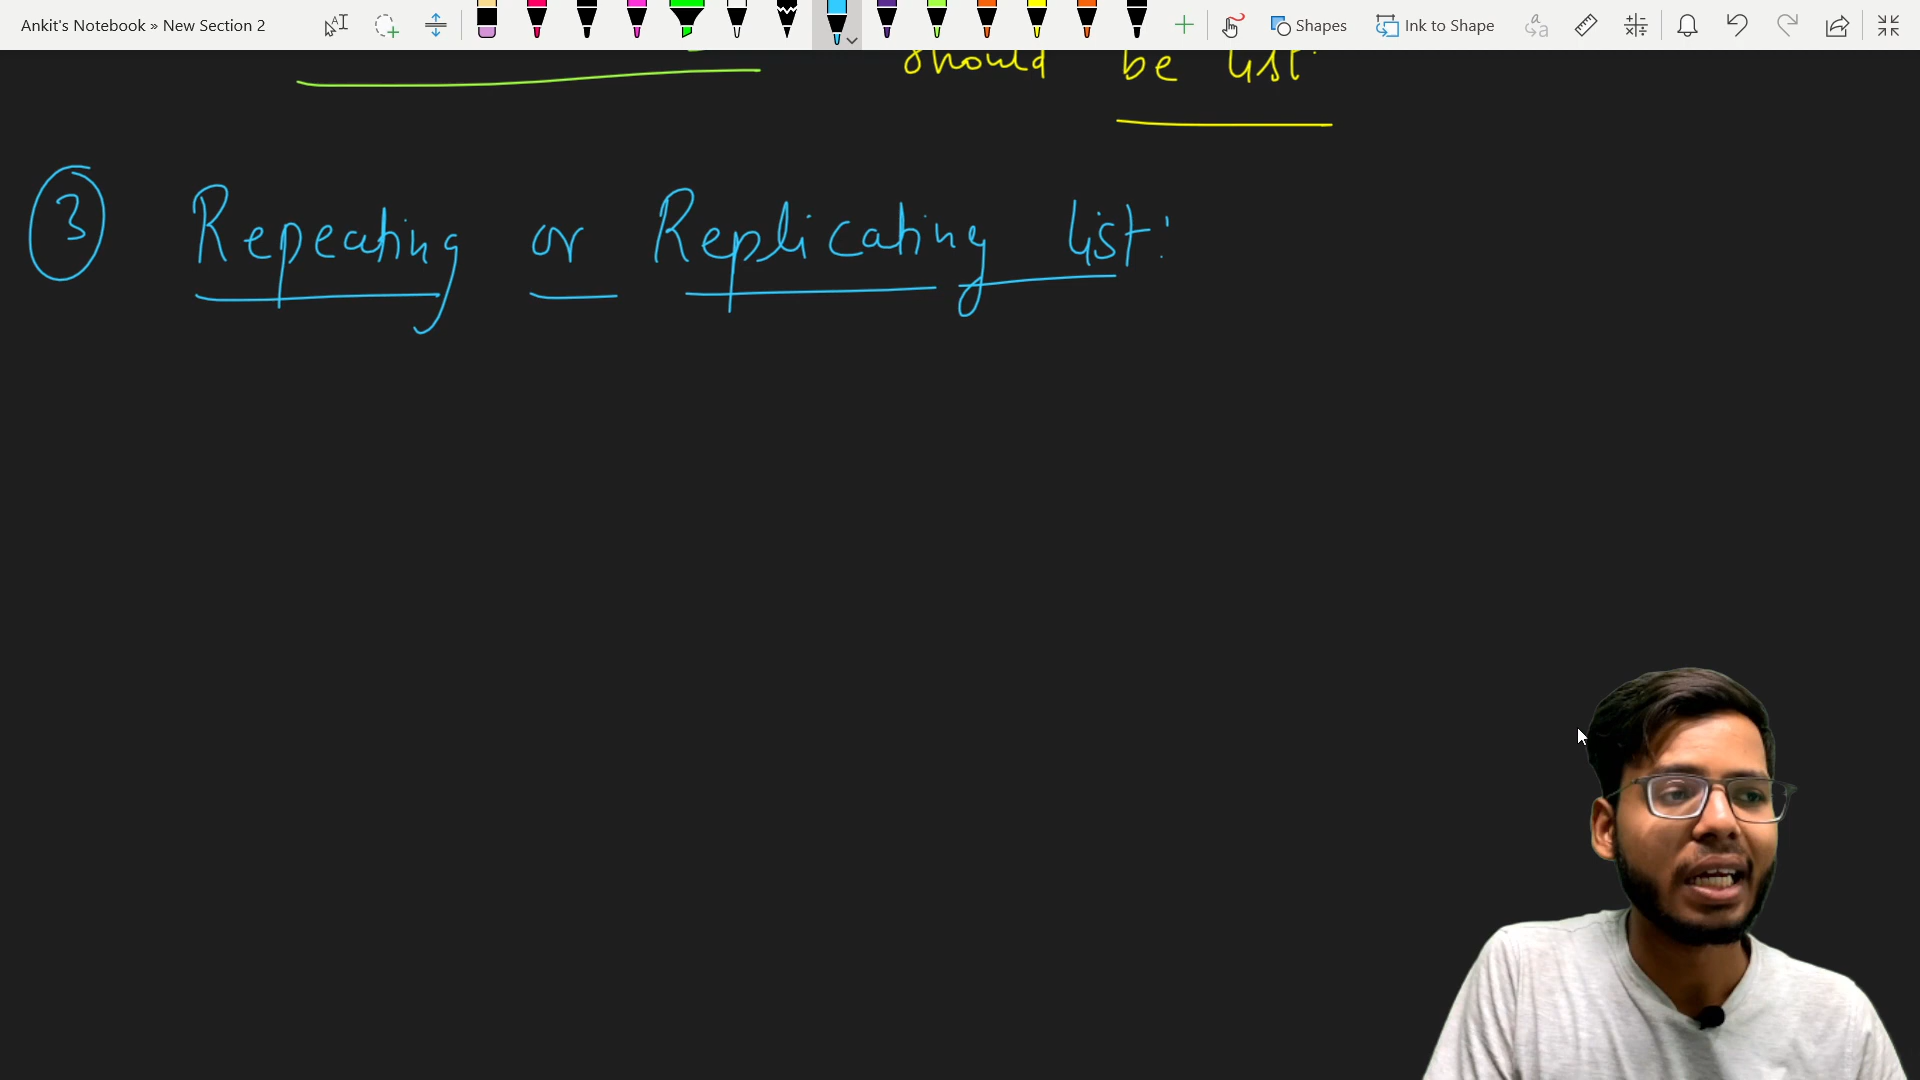 Ankit's Notebook » New Section 2
Shapes
Ink to Shape
should be list.
3 Repeating or Replicating list: